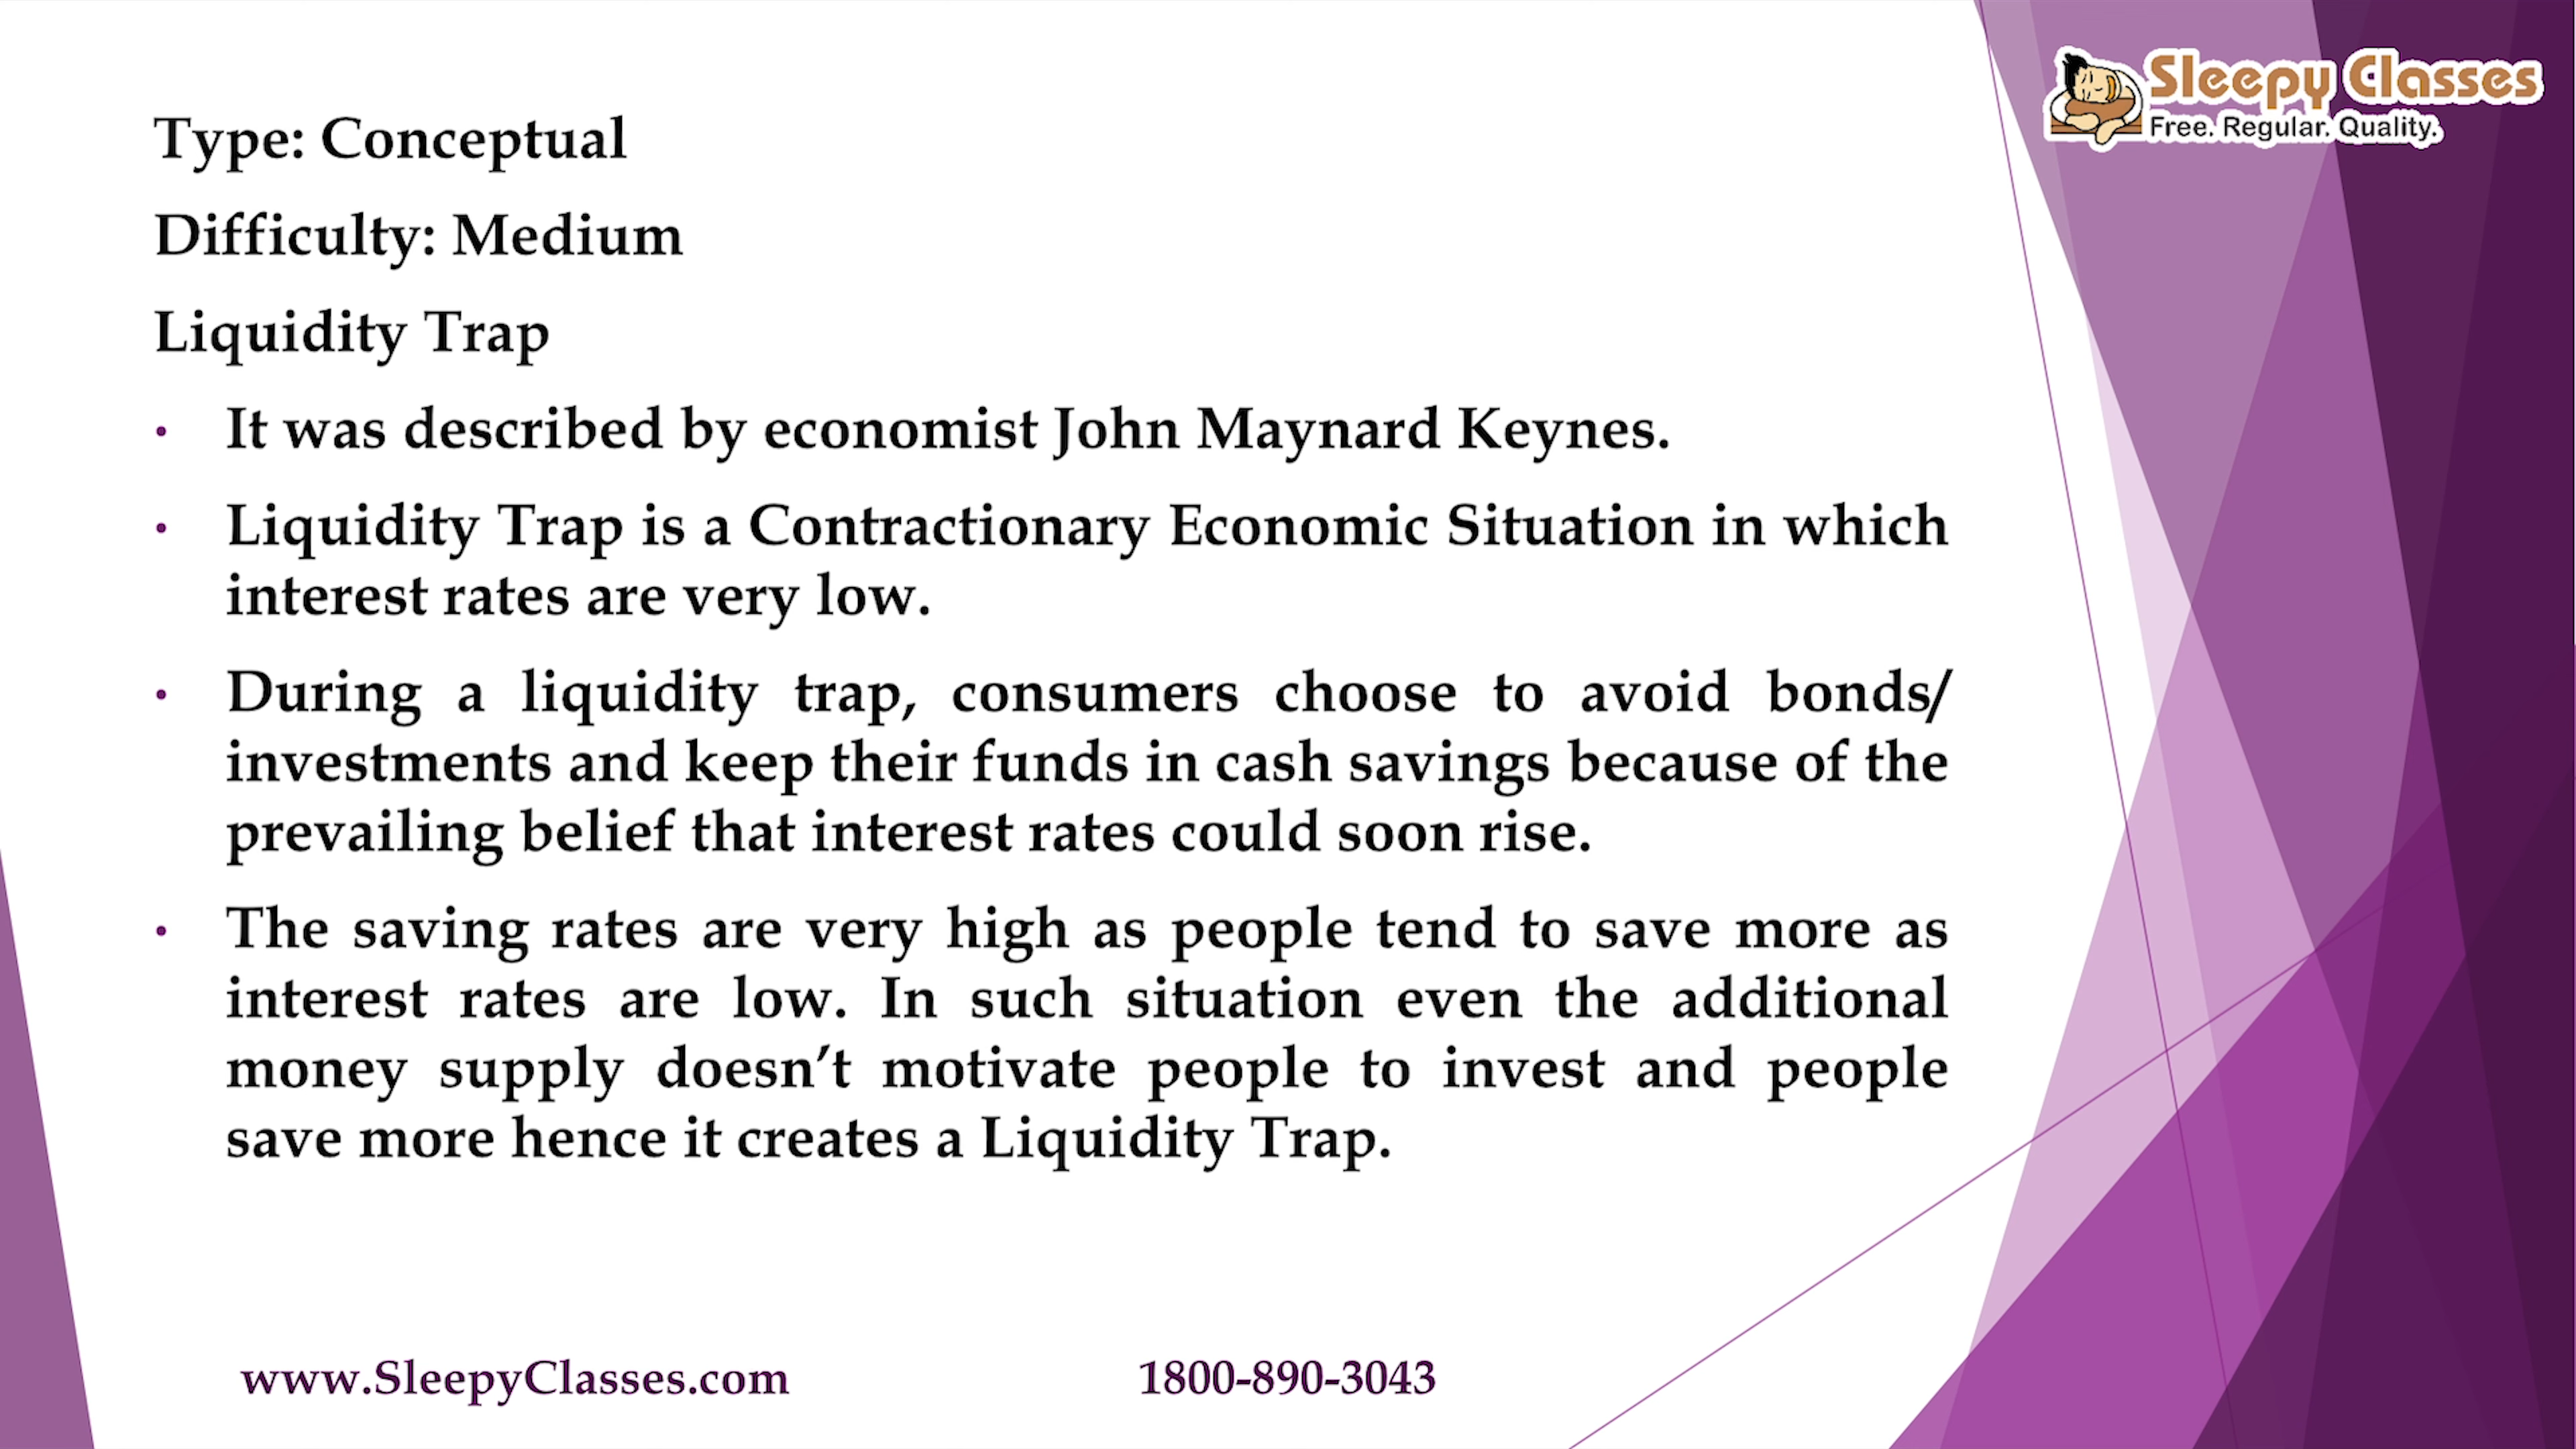 Sleepy Classes
Free. Regular. Quality.
Type: Conceptual
Difficulty: Medium
Liquidity Trap
• It was described by economist John Maynard Keynes.
• Liquidity Trap is a Contractionary Economic Situation in which
interest rates are very low.
• During a liquidity trap, consumers choose to avoid bonds/
investments and keep their funds in cash savings because of the
prevailing belief that interest rates could soon rise.
• The saving rates are very high as people tend to save more as
interest rates are low. In such situation even the additional
money supply doesn’t motivate people to invest and people
save more hence it creates a Liquidity Trap.
www.SleepyClasses.com
1800-890-3043